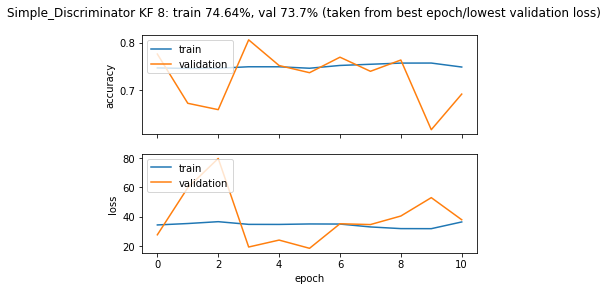 Simple_Discriminator KF 8: train 74.64%, val 73.7% (taken from best epoch/lowest validation loss)
0.8
train
validation
accuracy
0.7
80
train
validation
60
loss
40
20
0 2 4 6 8 10
epoch